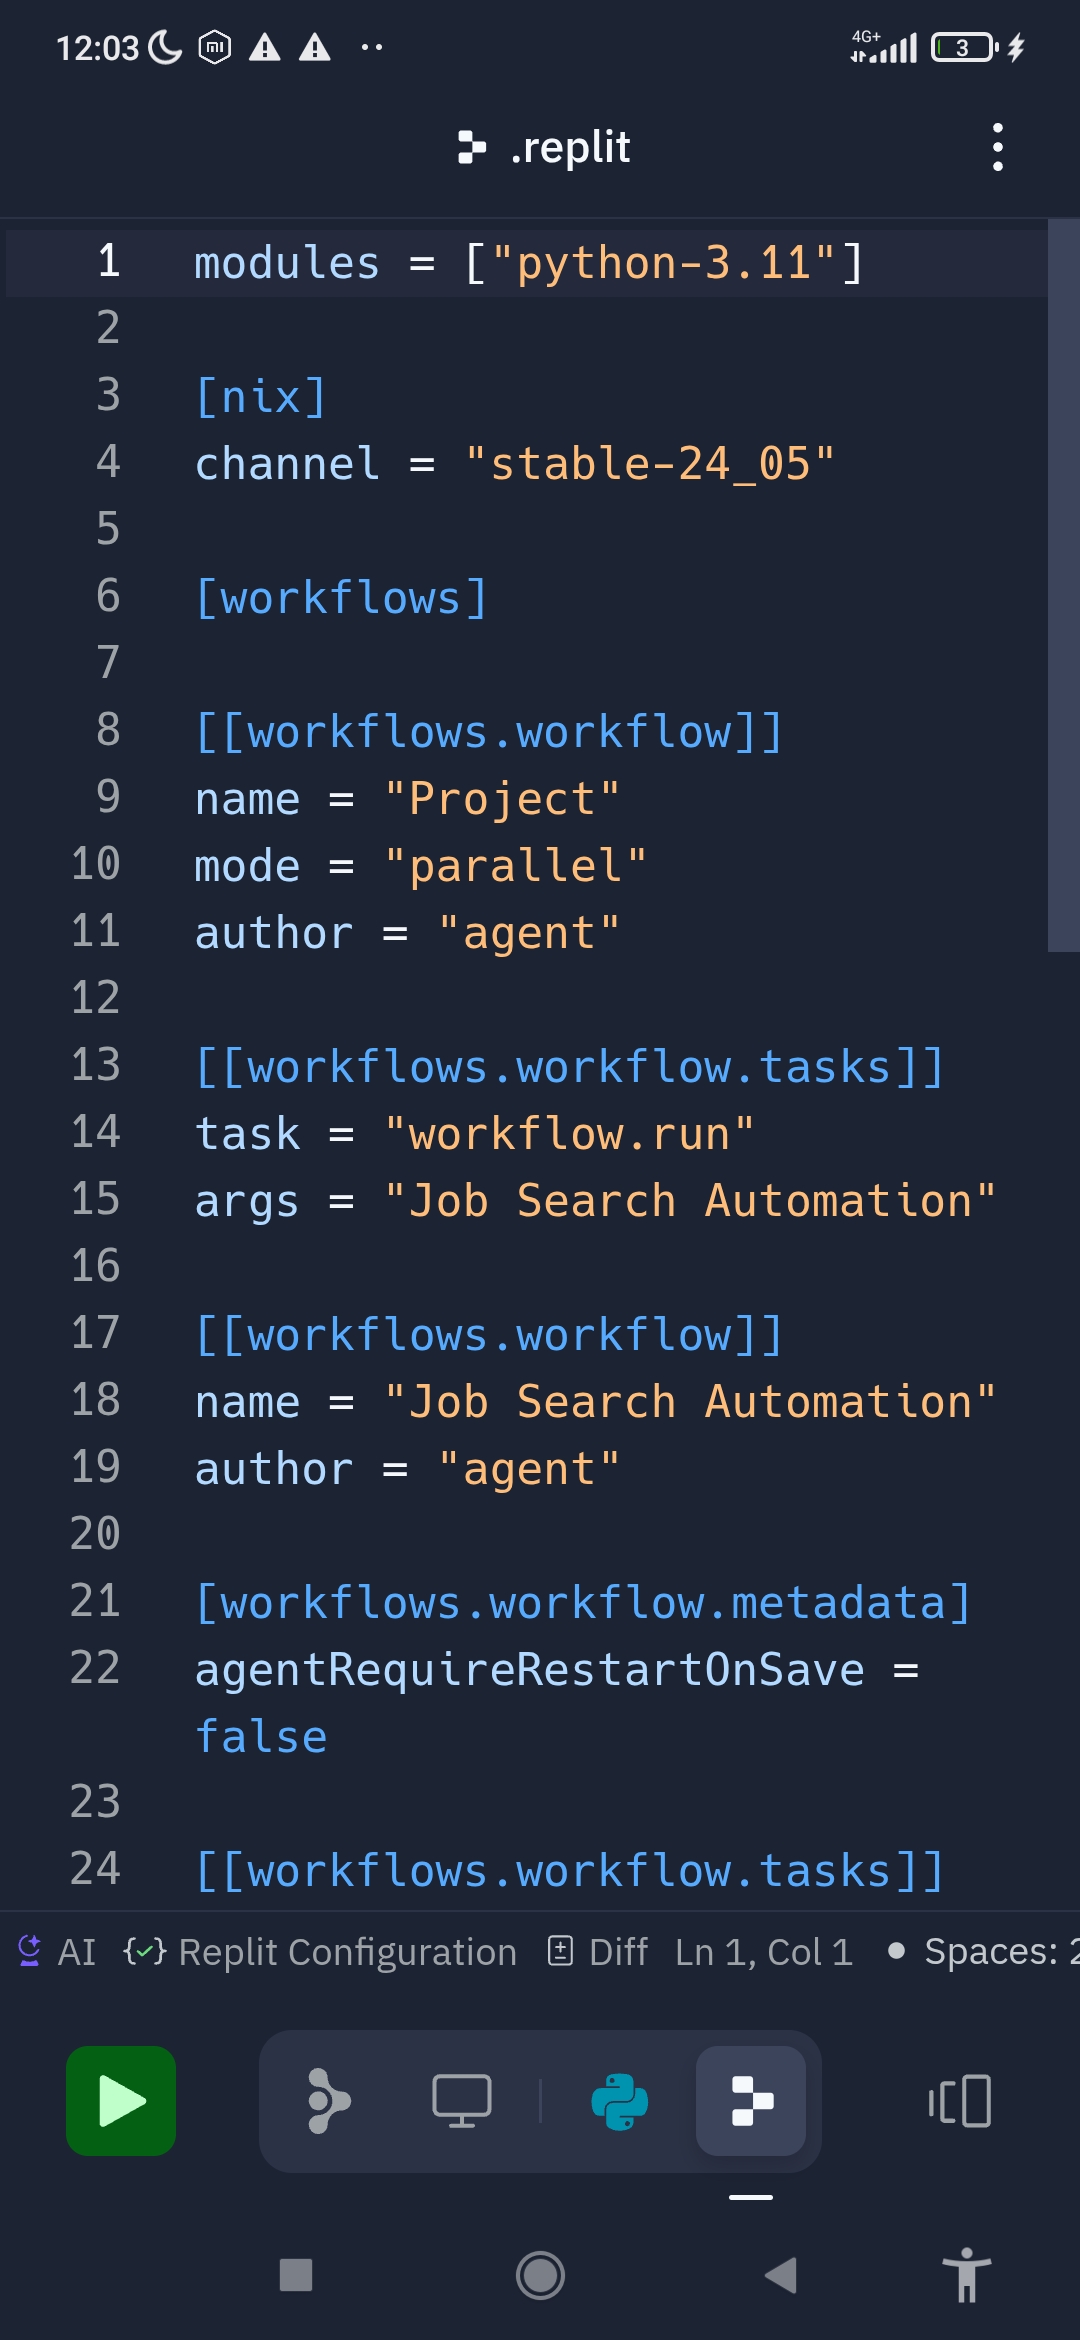 12:03 4G+ 3
.replit
1 modules = ["python-3.11"]
2
3 [nix]
4 channel = "stable-24_05"
5
6 [workflows]
7
8 [[workflows.workflow]]
9 name = "Project"
10 mode = "parallel"
11 author = "agent"
12
13 [[workflows.workflow.tasks]]
14 task = "workflow.run"
15 args = "Job Search Automation"
16
17 [[workflows.workflow]]
18 name = "Job Search Automation"
19 author = "agent"
20
21 [workflows.workflow.metadata]
22 agentRequireRestartOnSave =
false
23
24 [[workflows.workflow.tasks]]
AI Replit Configuration Diff Ln 1, Col 1 Spaces: 2